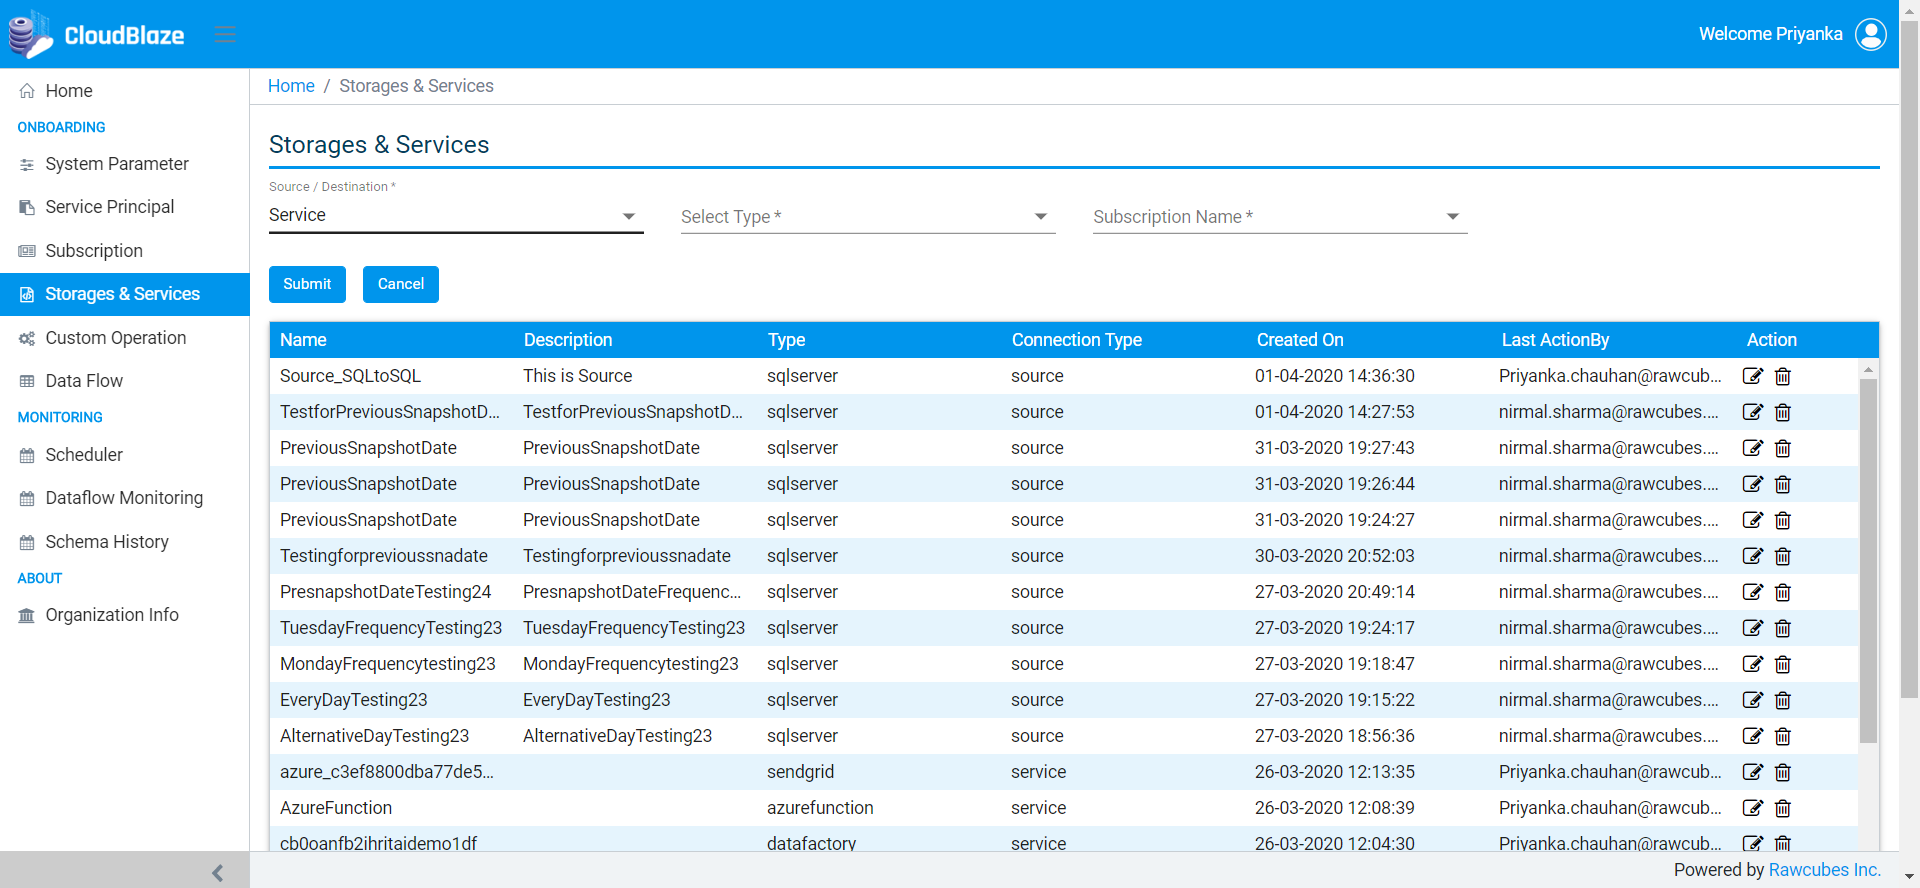 CloudBlaze
Welcome Priyanka
Home
ONBOARDING
System Parameter
Service Principal
Subscription
Storages & Services
Custom Operation
Data Flow
MONITORING
Scheduler
Dataflow Monitoring
Schema History
ABOUT
Organization Info
Home / Storages & Services
Storages & Services
Source / Destination *
Service
Select Type *
Subscription Name *
Submit Cancel
Name Description Type Connection Type Created On Last ActionBy Action
Source_SQLtoSQL This is Source sqlserver source 01-04-2020 14:36:30 Priyanka.chauhan@rawcub...
TestforPreviousSnapshotD... TestforPreviousSnapshotD... sqlserver source 01-04-2020 14:27:53 nirmal.sharma@rawcubes....
PreviousSnapshotDate PreviousSnapshotDate sqlserver source 31-03-2020 19:27:43 nirmal.sharma@rawcubes....
PreviousSnapshotDate PreviousSnapshotDate sqlserver source 31-03-2020 19:26:44 nirmal.sharma@rawcubes....
PreviousSnapshotDate PreviousSnapshotDate sqlserver source 31-03-2020 19:24:27 nirmal.sharma@rawcubes....
Testingforprevioussnadate Testingforprevioussnadate sqlserver source 30-03-2020 20:52:03 nirmal.sharma@rawcubes....
PresnapshotDateTesting24 PresnapshotDateFrequenc... sqlserver source 27-03-2020 20:49:14 nirmal.sharma@rawcubes....
TuesdayFrequencyTesting23 TuesdayFrequencyTesting23 sqlserver source 27-03-2020 19:24:17 nirmal.sharma@rawcubes....
MondayFrequencytesting23 MondayFrequencytesting23 sqlserver source 27-03-2020 19:18:47 nirmal.sharma@rawcubes....
EveryDayTesting23 EveryDayTesting23 sqlserver source 27-03-2020 19:15:22 nirmal.sharma@rawcubes....
AlternativeDayTesting23 AlternativeDayTesting23 sqlserver source 27-03-2020 18:56:36 nirmal.sharma@rawcubes....
azure_c3ef8800dba77de5... sendgrid service 26-03-2020 12:13:35 Priyanka.chauhan@rawcub...
AzureFunction azurefunction service 26-03-2020 12:08:39 Priyanka.chauhan@rawcub...
cb0oanfb2ihritaidemo1df datafactory service 26-03-2020 12:04:30 Priyanka.chauhan@rawcub...
Powered by Rawcubes Inc.